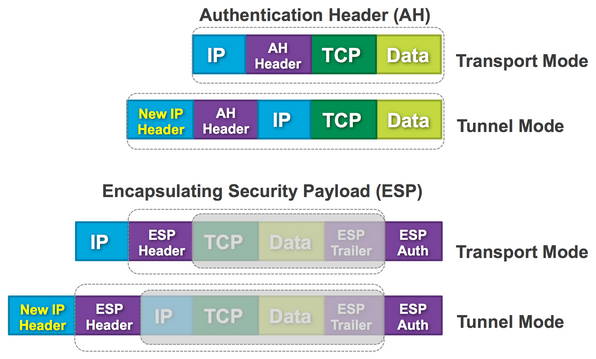 Authentication Header (AH)
IP AH Header TCP Data Transport Mode
New IP Header AH Header IP TCP Data Tunnel Mode
Encapsulating Security Payload (ESP)
IP ESP Header TCP Data ESP Trailer ESP Auth Transport Mode
New IP Header ESP Header IP TCP Data ESP Trailer ESP Auth Tunnel Mode